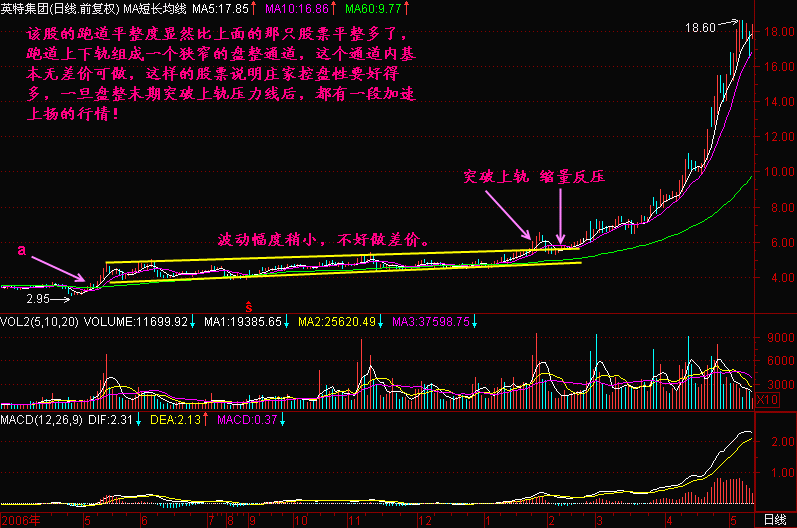 英特集团(日线.前复权) MA短长均线 MA5:17.85↑ MA10:16.86↑ MA60:9.77↑
该股的跑道平整度显然比上面的那只股票平整多了，
跑道上下轨组成一个狭窄的盘整通道，这个通道内基
本无差价可做，这样的股票说明庄家控盘性要好得
多，一旦盘整末期突破上轨压力线后，都有一段加速
上扬的行情！
18.60
18.00
16.00
14.00
12.00
10.00
突破上轨 缩量反压
波动幅度稍小，不好做差价。
a
8.00
6.00
4.00
2.95
S
VOL2(5,10,20) VOLUME:11699.92↓ MA1:19385.65↓ MA2:25620.49↓ MA3:37598.75↓
9000
6000
3000
X10
MACD(12,26,9) DIF:2.31↓ DEA:2.13↑ MACD:0.37↓
2.00
1.00
2006年 5 6 7 8 9 10 11 12 1 2 3 4 5 日线